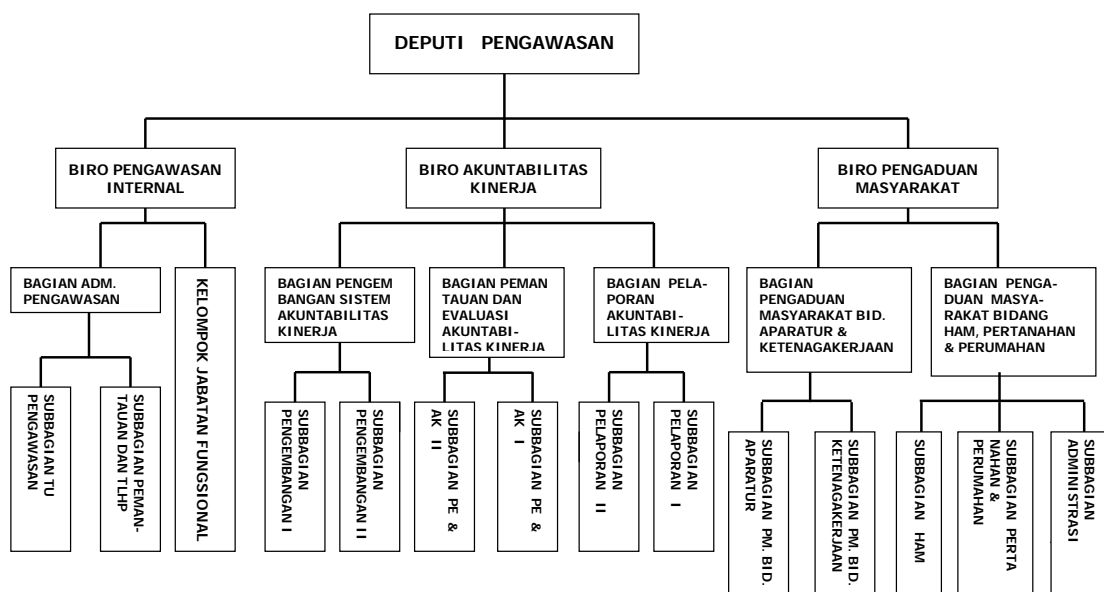 DEPUTI PENGAWASAN
BIRO PENGAWASAN
INTERNAL
BIRO AKUNTABILITAS
KINERJA
BIRO PENGADUAN
MASYARAKAT
BAGIAN ADM.
PENGAWASAN
KELOMPOK JABATAN FUNGSIONAL
BAGIAN PENGEM
BANGAN SISTEM
AKUNTABILITAS
KINERJA
BAGIAN PEMAN
TAUAN DAN
EVALUASI
AKUNTABI-
LITAS KINERJA
BAGIAN PELA-
PORAN
AKUNTABI-
LITAS KINERJA
BAGIAN
PENGADUAN
MASYARAKAT BID.
APARATUR &
KETENAGAKERJAAN
BAGIAN PENGA-
DUAN MASYA-
RAKAT BIDANG
HAM, PERTANAHAN
& PERUMAHAN
SUBBAGIAN TU
PENGAWASAN
SUBBAGIAN PEMAN-
TAUAN DAN TLHP
SUBBAGIAN
PENGEMBANGAN I
SUBBAGIAN
PENGEMBANGAN II
SUBBAGIAN PE &
AK II
SUBBAGIAN PE &
AK I
SUBBAGIAN
PELAPORAN II
SUBBAGIAN
PELAPORAN I
SUBBAGIAN PM. BID.
APARATUR
SUBBAGIAN PM. BID.
KETENAGAKERJAAN
SUBBAGIAN HAM
SUBBAGIAN PERTA
NAHAN &
PERUMAHAN
SUBBAGIAN
ADMINISTRASI